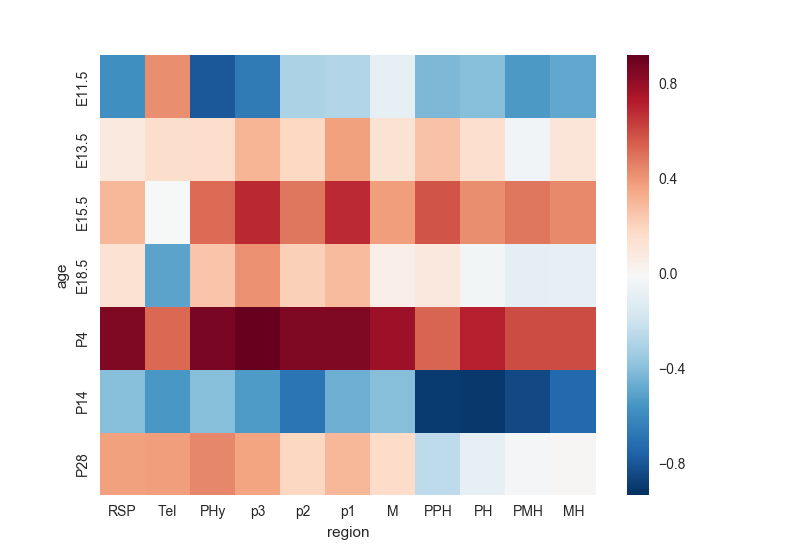 E11.5
E13.5
E15.5
E18.5
P4
P14
P28
age
RSP Tel PHy p3 p2 p1 M PPH PH PMH MH
region
0.8
0.4
0.0
−0.4
−0.8